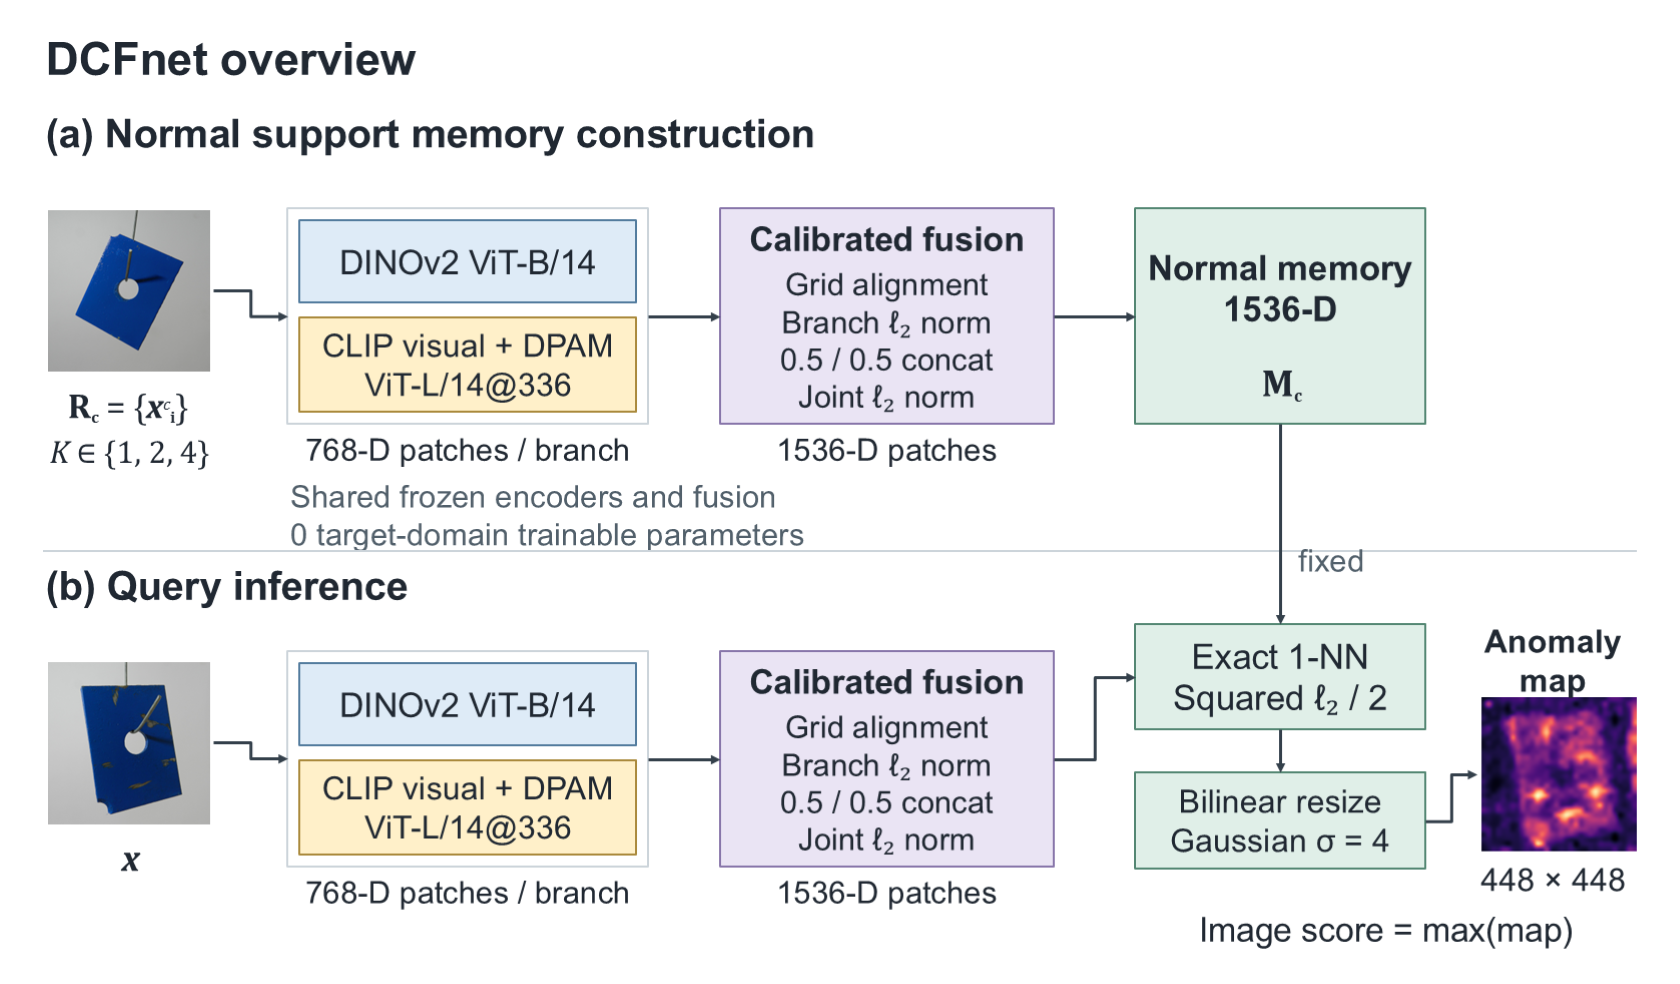 DCFnet overview
(a) Normal support memory construction
DINOv2 ViT-B/14
CLIP visual + DPAM
ViT-L/14@336
768-D patches / branch
Calibrated fusion
Grid alignment
Branch ℓ₂ norm
0.5 / 0.5 concat
Joint ℓ₂ norm
1536-D patches
Normal memory
1536-D
M_c
R_c = {x^c_i}
K ∈ {1, 2, 4}
Shared frozen encoders and fusion
0 target-domain trainable parameters
fixed
(b) Query inference
x
DINOv2 ViT-B/14
CLIP visual + DPAM
ViT-L/14@336
768-D patches / branch
Calibrated fusion
Grid alignment
Branch ℓ₂ norm
0.5 / 0.5 concat
Joint ℓ₂ norm
1536-D patches
Exact 1-NN
Squared ℓ₂ / 2
Bilinear resize
Gaussian σ = 4
Anomaly
map
448 × 448
Image score = max(map)